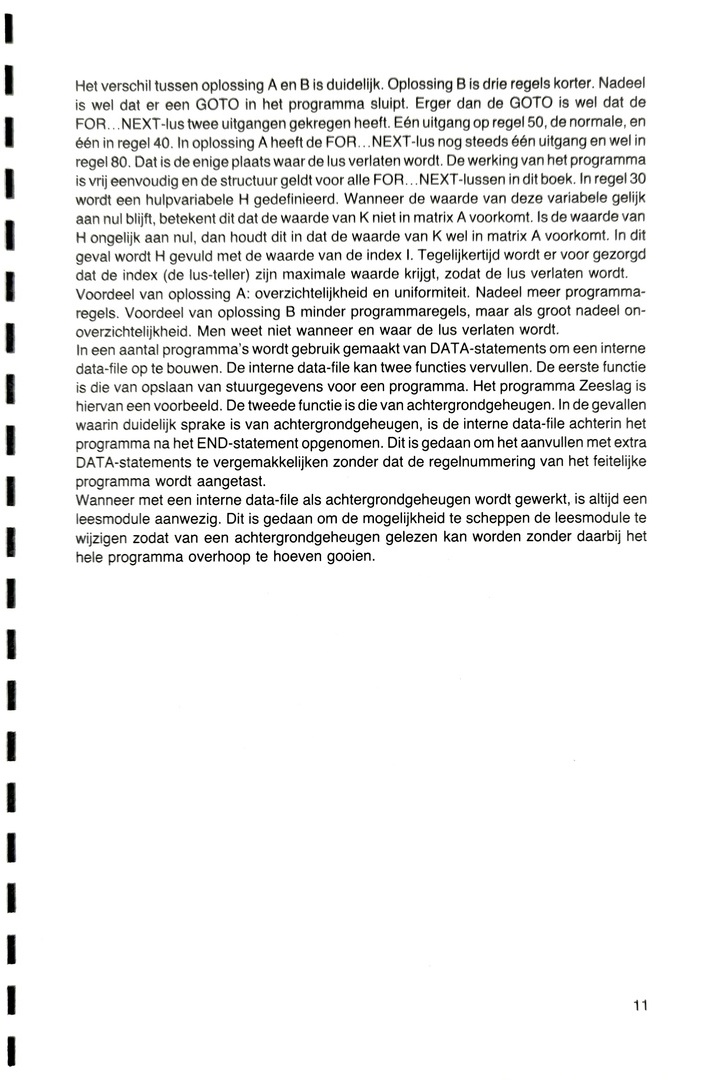 Het verschil tussen oplossing A en B is duidelijk. Oplossing B is drie regels korter. Nadeel
is wel dat er een GOTO in het programma sluipt. Erger dan de GOTO is wel dat de
FOR...NEXT-lus twee uitgangen gekregen heeft. Eén uitgang op regel 50, de normale, en
één in regel 40. In oplossing A heeft de FOR...NEXT-lus nog steeds één uitgang en wel in
regel 80. Dat is de enige plaats waar de lus verlaten wordt. De werking van het programma
is vrij eenvoudig en de structuur geldt voor alle FOR...NEXT-lussen in dit boek. In regel 30
wordt een hulpvariabele H gedefinieerd. Wanneer de waarde van deze variabele gelijk
aan nul blijft, betekent dit dat de waarde van K niet in matrix A voorkomt. Is de waarde van
H ongelijk aan nul, dan houdt dit in dat de waarde van K wel in matrix A voorkomt. In dit
geval wordt H gevuld met de waarde van de index I. Tegelijkertijd wordt er voor gezorgd
dat de index (de lus-teller) zijn maximale waarde krijgt, zodat de lus verlaten wordt.
Voordeel van oplossing A: overzichtelijkheid en uniformiteit. Nadeel meer programma-
regels. Voordeel van oplossing B minder programmaregels, maar als groot nadeel on-
overzichtelijkheid. Men weet niet wanneer en waar de lus verlaten wordt.
In een aantal programma's wordt gebruik gemaakt van DATA-statements om een interne
data-file op te bouwen. De interne data-file kan twee functies vervullen. De eerste functie
is die van opslaan van stuurgegevens voor een programma. Het programma Zeeslag is
hiervan een voorbeeld. De tweede functie is die van achtergrondgeheugen. In de gevallen
waarin duidelijk sprake is van achtergrondgeheugen, is de interne data-file achterin het
programma na het END-statement opgenomen. Dit is gedaan om het aanvullen met extra
DATA-statements te vergemakkelijken zonder dat de regelnummering van het feitelijke
programma wordt aangetast.
Wanneer met een interne data-file als achtergrondgeheugen wordt gewerkt, is altijd een
leesmodule aanwezig. Dit is gedaan om de mogelijkheid te scheppen de leesmodule te
wijzigen zodat van een achtergrondgeheugen gelezen kan worden zonder daarbij het
hele programma overhoop te hoeven gooien.
11